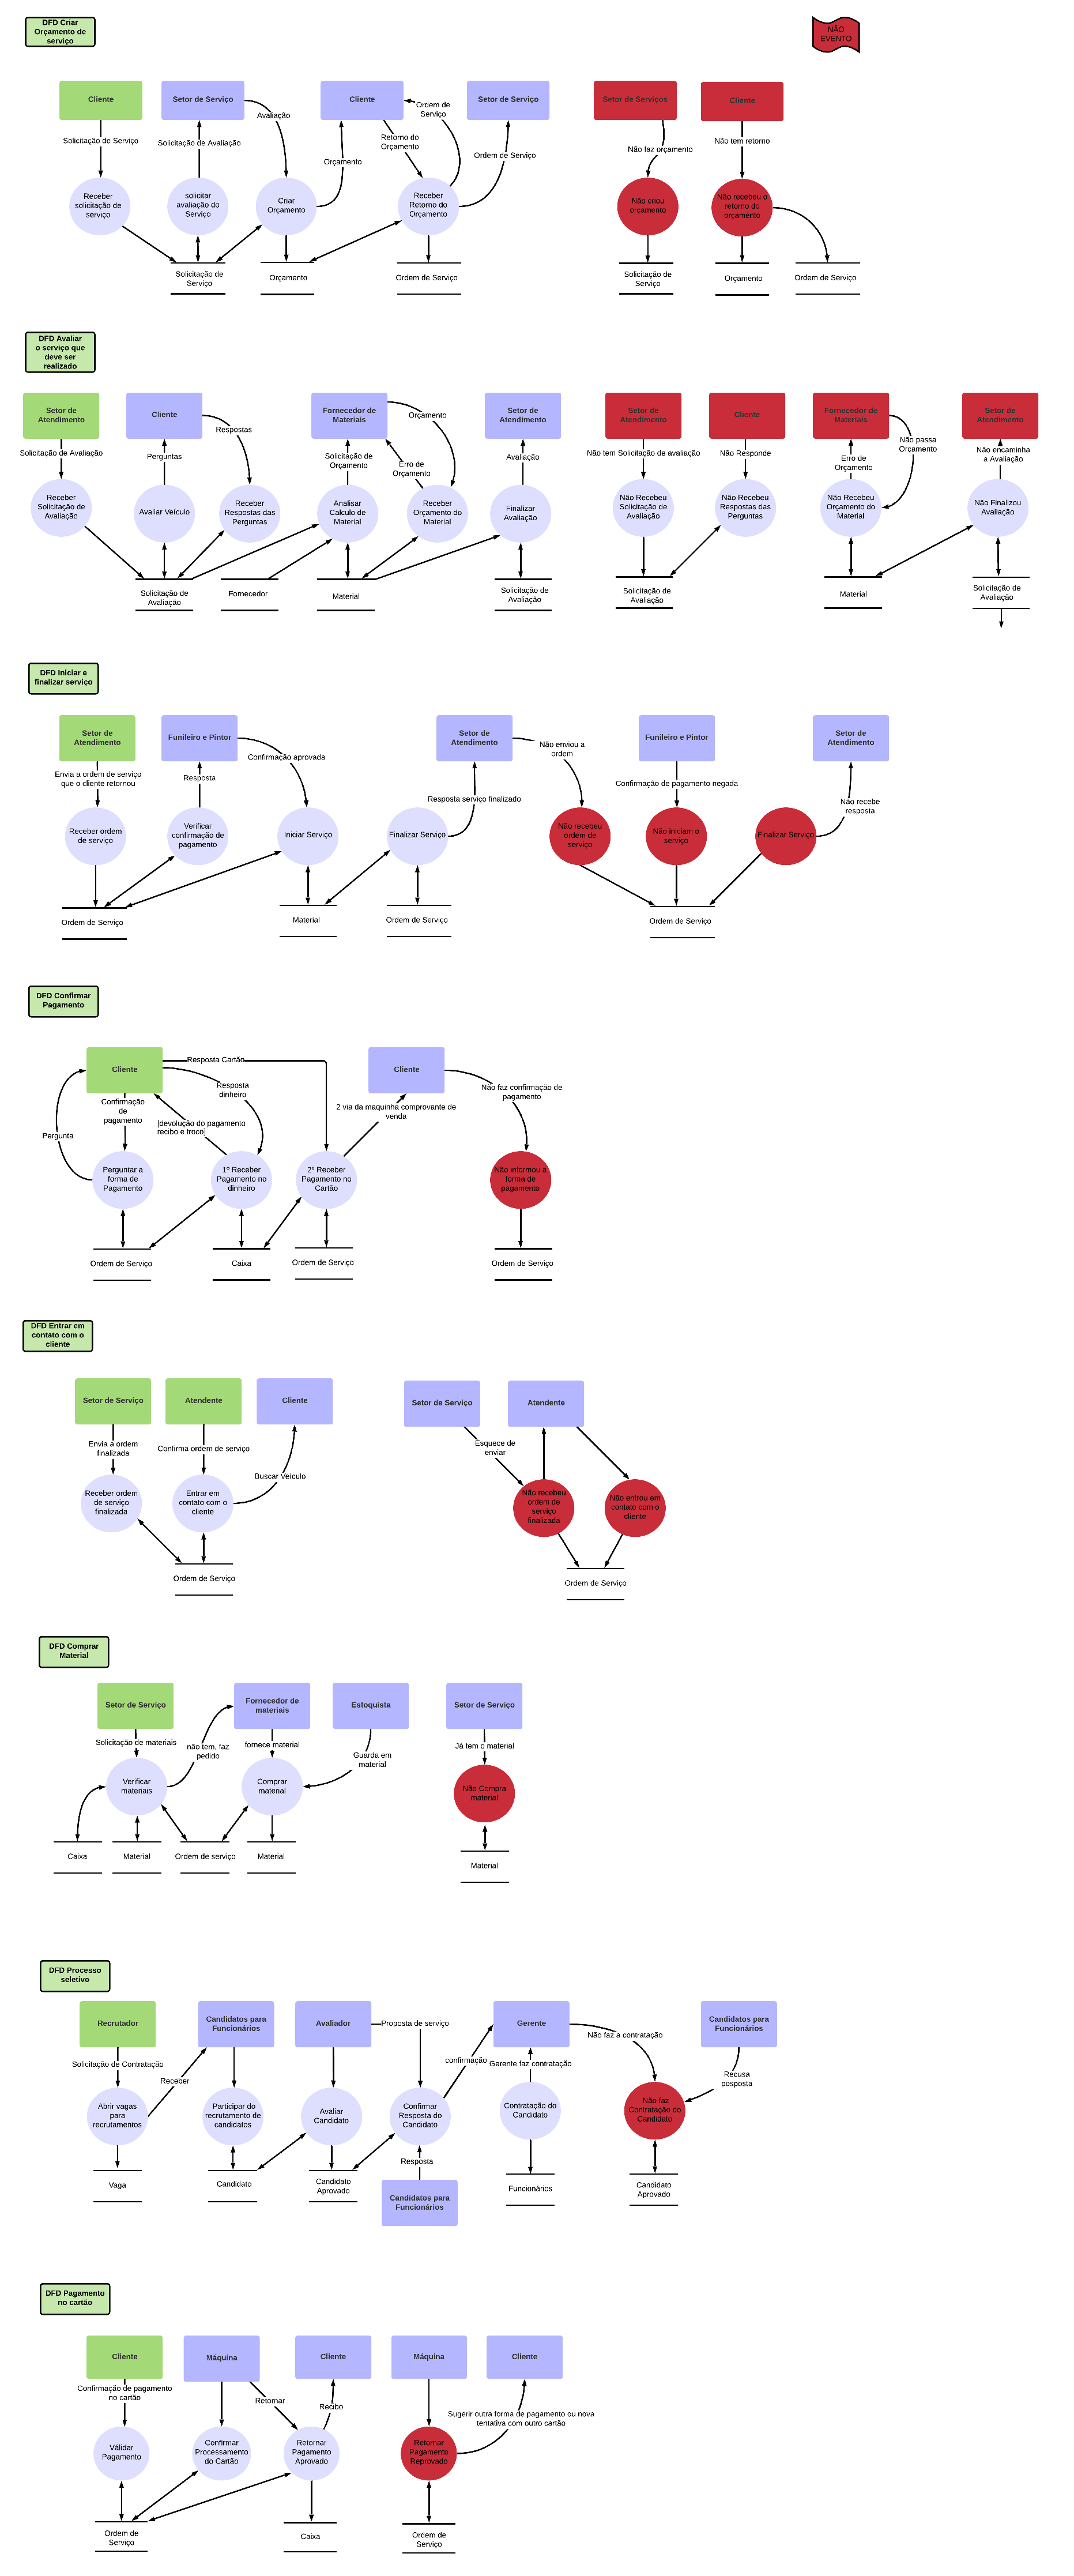 DFD Criar
Orçamento de
serviço
NÃO
EVENTO
Cliente
Setor de Serviço
Cliente
Setor de Serviço
Setor de Serviços
Cliente
Solicitação de Serviço
Solicitação de Avaliação
Avaliação
Orçamento
Retorno do
Orçamento
Ordem de
Serviço
Ordem de Serviço
Não faz orçamento
Não tem retorno
Receber
solicitação de
serviço
solicitar
avaliação do
Serviço
Criar
Orçamento
Receber
Retorno do
Orçamento
Não criou
orçamento
Não recebeu o
retorno do
orçamento
Solicitação de
Serviço
Orçamento
Ordem de Serviço
Solicitação de
Serviço
Orçamento
Ordem de Serviço
DFD Avaliar
o serviço que
deve ser
realizado
Setor de
Atendimento
Cliente
Fornecedor de
Materiais
Setor de
Atendimento
Setor de
Atendimento
Cliente
Fornecedor de
Materiais
Setor de
Atendimento
Solicitação de Avaliação
Perguntas
Respostas
Solicitação de
Orçamento
Erro de
Orçamento
Orçamento
Avaliação
Não tem Solicitação de avaliação
Não Responde
Erro de
Orçamento
Não passa
Orçamento
Não encaminha
a Avaliação
Receber
Solicitação de
Avaliação
Avaliar Veículo
Receber
Respostas das
Perguntas
Analisar
Calculo de
Material
Receber
Orçamento do
Material
Finalizar
Avaliação
Não Recebeu
Solicitação de
Avaliação
Não Recebeu
Respostas das
Perguntas
Não Recebeu
Orçamento do
Material
Não Finalizou
Avaliação
Solicitação de
Avaliação
Fornecedor
Material
Solicitação de
Avaliação
Solicitação de
Avaliação
Material
Solicitação de
Avaliação
DFD Iniciar e
finalizar serviço
Setor de
Atendimento
Funileiro e Pintor
Setor de
Atendimento
Funileiro e Pintor
Setor de
Atendimento
Envia a ordem de serviço
que o cliente retornou
Resposta
Confirmação aprovada
Resposta serviço finalizado
Não enviou a
ordem
Confirmação de pagamento negada
Não recebe
resposta
Receber ordem
de serviço
Verificar
confirmação de
pagamento
Iniciar Serviço
Finalizar Serviço
Não recebeu
ordem de
serviço
Não iniciam o
serviço
Finalizar Serviço
Ordem de Serviço
Material
Ordem de Serviço
Ordem de Serviço
DFD Confirmar
Pagamento
Cliente
Cliente
Resposta Cartão
Resposta
dinheiro
Confirmação
de
pagamento
[devolução do pagamento
recibo e troco]
Pergunta
2 via da maquinha comprovante de
venda
Não faz confirmação de
pagamento
Perguntar a
forma de
Pagamento
1º Receber
Pagamento no
dinheiro
2º Receber
Pagamento no
Cartão
Não informou a
forma de
pagamento
Ordem de Serviço
Caixa
Ordem de Serviço
Ordem de Serviço
DFD Entrar em
contato com o
cliente
Setor de Serviço
Atendente
Cliente
Setor de Serviço
Atendente
Envia a ordem
finalizada
Confirma ordem de serviço
Buscar Veículo
Esquece de
enviar
Receber ordem
de serviço
finalizada
Entrar em
contato com o
cliente
Não recebeu
ordem de
serviço
finalizada
Não entrou em
contato com o
cliente
Ordem de Serviço
Ordem de Serviço
DFD Comprar
Material
Setor de Serviço
Fornecedor de
materiais
Estoquista
Setor de Serviço
Solicitação de materiais
não tem, faz
pedido
fornece material
Guarda em
material
Já tem o material
Verificar
materiais
Comprar
material
Não Compra
material
Caixa
Material
Ordem de serviço
Material
Material
DFD Processo
seletivo
Recrutador
Candidatos para
Funcionários
Avaliador
Gerente
Candidatos para
Funcionários
Proposta de serviço
Solicitação de Contratação
Receber
confirmação
Gerente faz contratação
Não faz a contratação
Recusa
posposta
Abrir vagas
para
recrutamentos
Participar do
recrutamento de
candidatos
Avaliar
Candidato
Confirmar
Resposta do
Candidato
Contratação do
Candidato
Não faz
Contratação do
Candidato
Resposta
Vaga
Candidato
Candidato
Aprovado
Candidatos para
Funcionários
Funcionários
Candidato
Aprovado
DFD Pagamento
no cartão
Cliente
Máquina
Cliente
Máquina
Cliente
Confirmação de pagamento
no cartão
Retornar
Recibo
Sugerir outra forma de pagamento ou nova
tentativa com outro cartão
Válidar
Pagamento
Confirmar
Processamento
do Cartão
Retornar
Pagamento
Aprovado
Retornar
Pagamento
Reprovado
Ordem de
Serviço
Caixa
Ordem de
Serviço